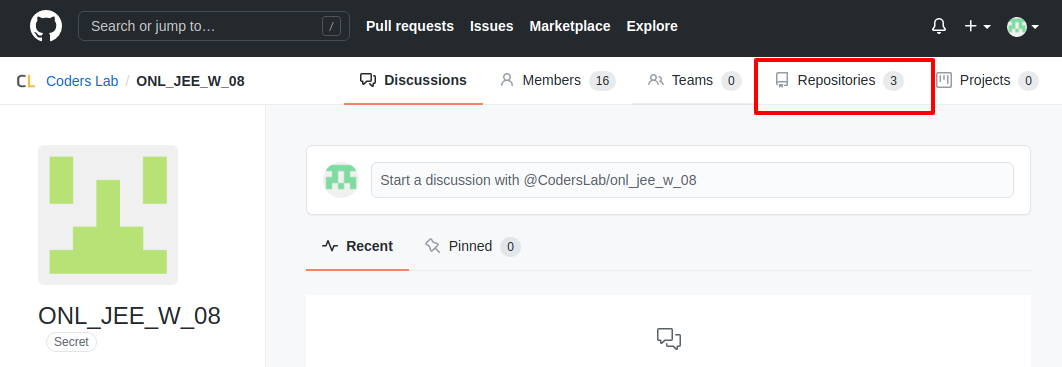 Search or jump to… / Pull requests Issues Marketplace Explore
CL Coders Lab / ONL_JEE_W_08 Discussions Members 16 Teams 0 Repositories 3 Projects 0
Start a discussion with @CodersLab/onl_jee_w_08
Recent Pinned 0
ONL_JEE_W_08
Secret